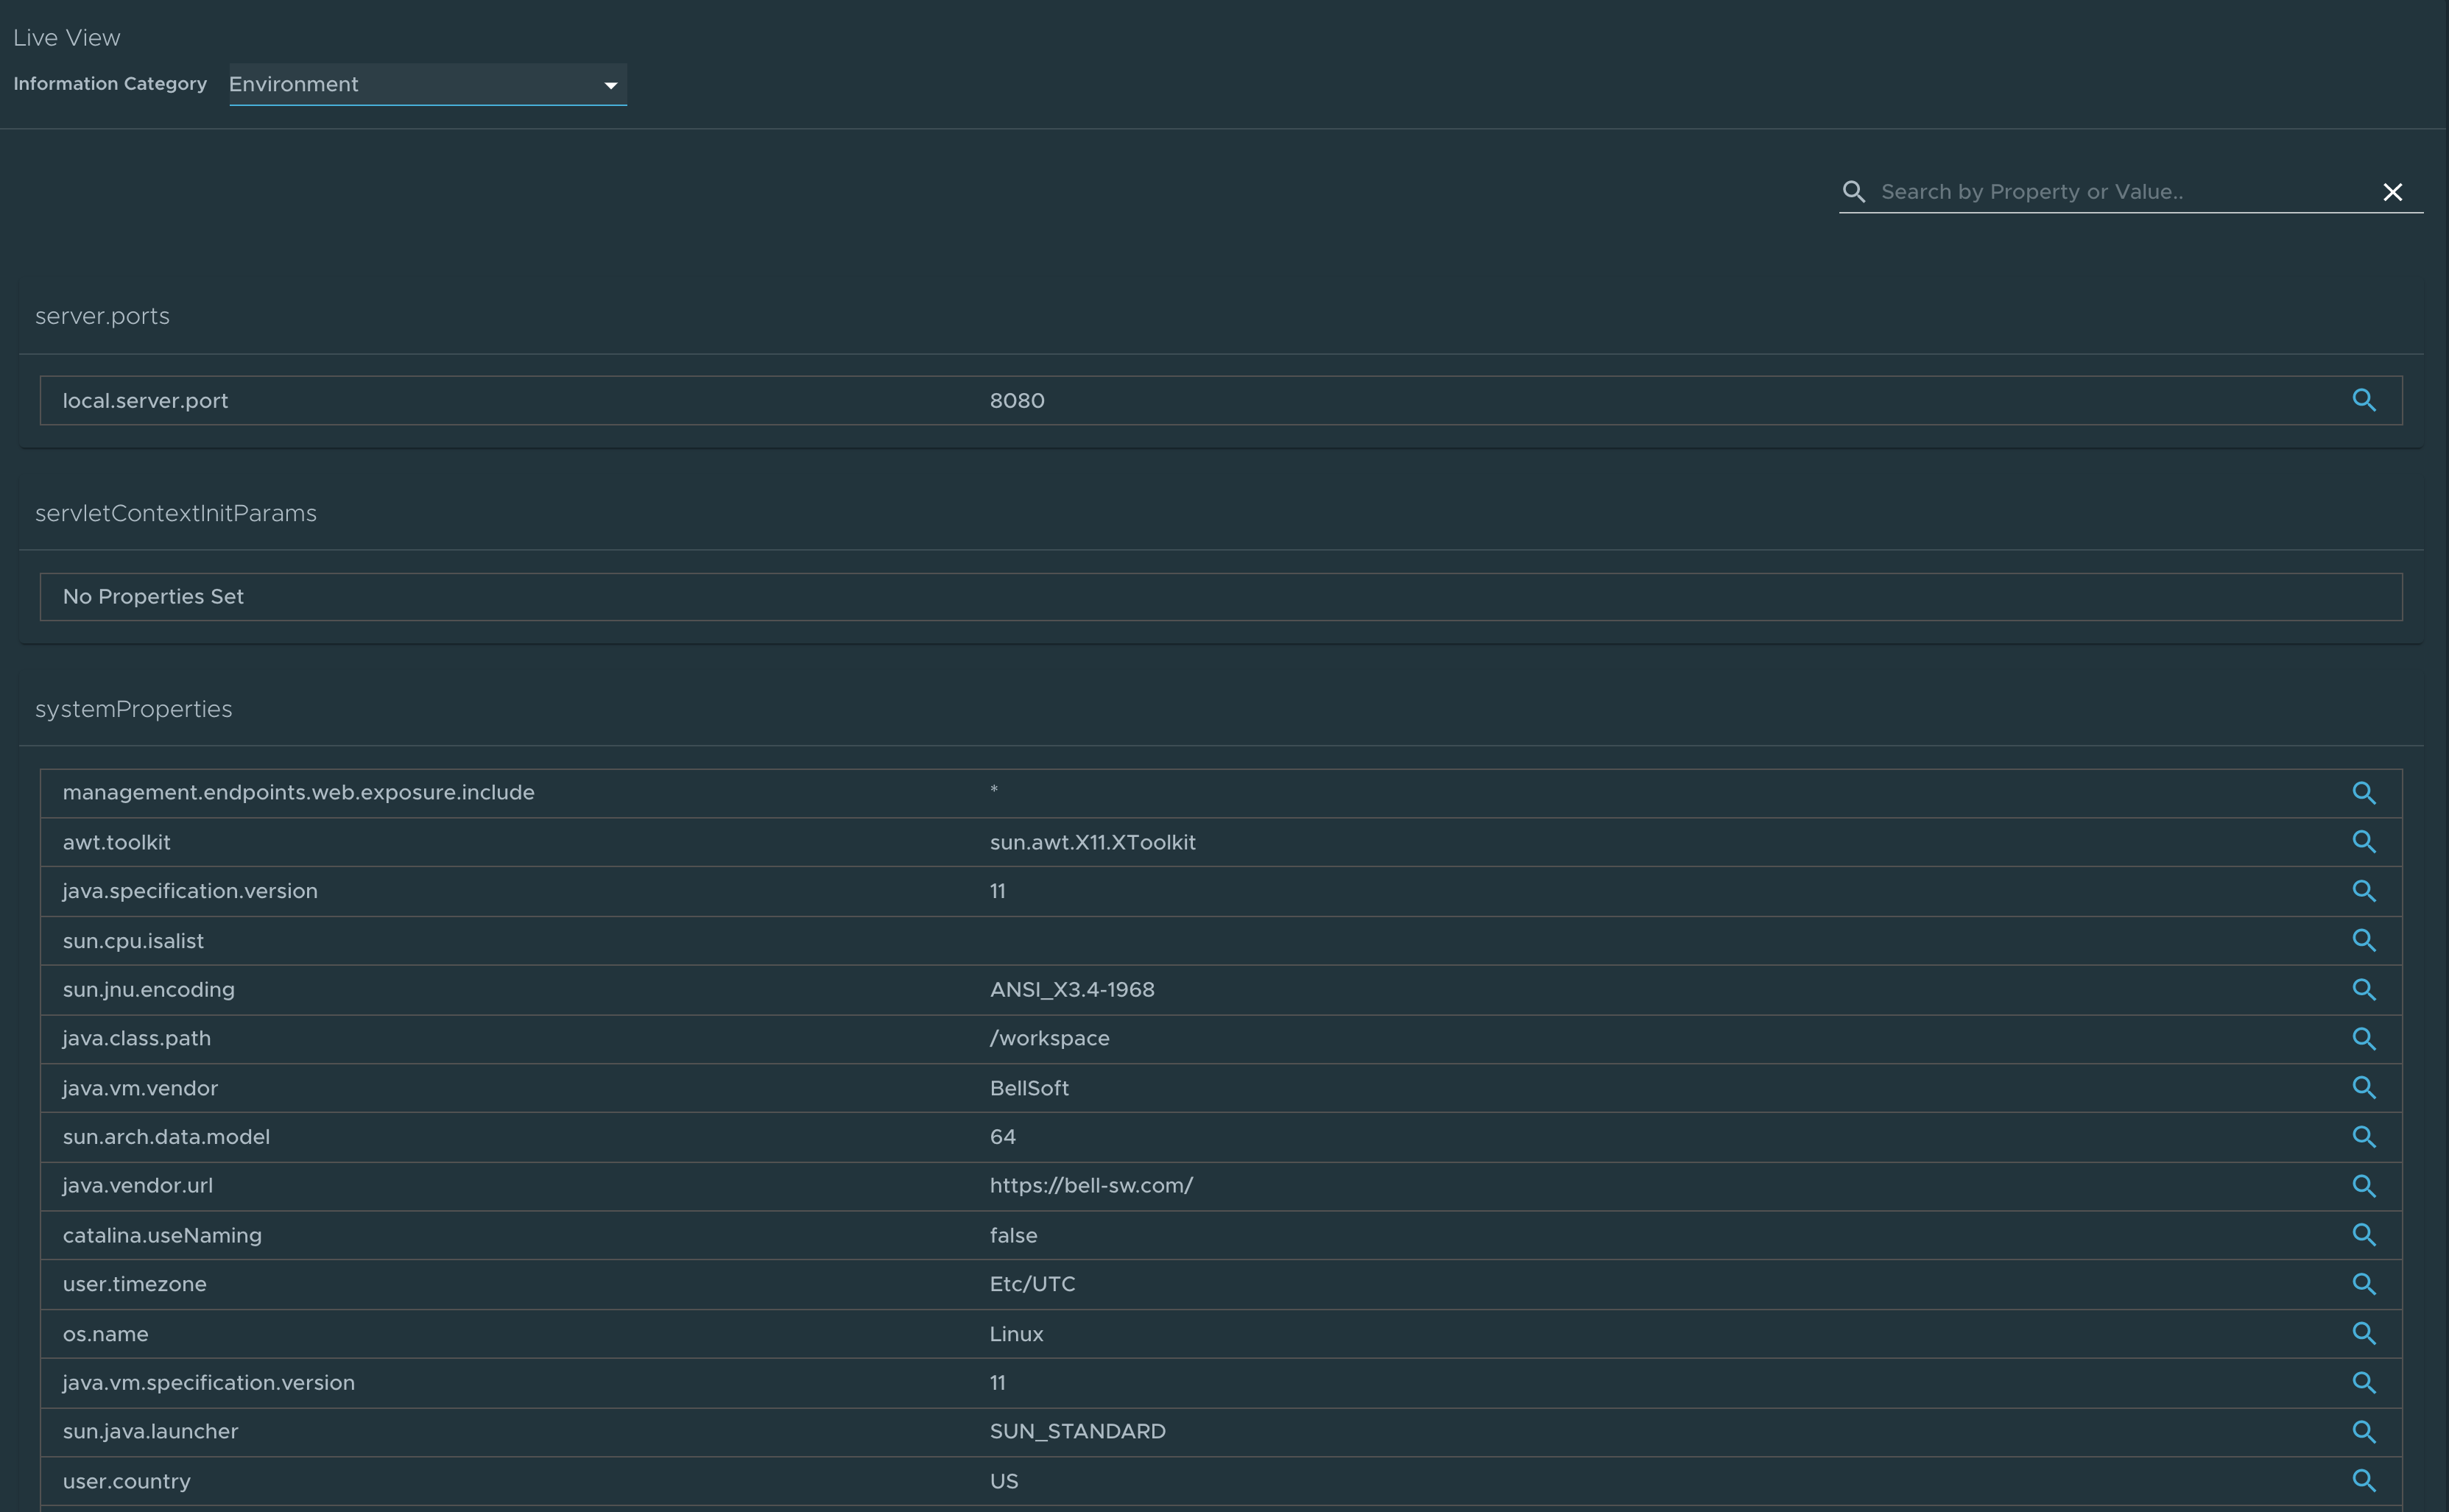 Live View
Information Category Environment
Search by Property or Value..
server.ports
local.server.port 8080
servletContextInitParams
No Properties Set
systemProperties
management.endpoints.web.exposure.include *
awt.toolkit sun.awt.X11.XToolkit
java.specification.version 11
sun.cpu.isalist
sun.jnu.encoding ANSI_X3.4-1968
java.class.path /workspace
java.vm.vendor BellSoft
sun.arch.data.model 64
java.vendor.url https://bell-sw.com/
catalina.useNaming false
user.timezone Etc/UTC
os.name Linux
java.vm.specification.version 11
sun.java.launcher SUN_STANDARD
user.country US